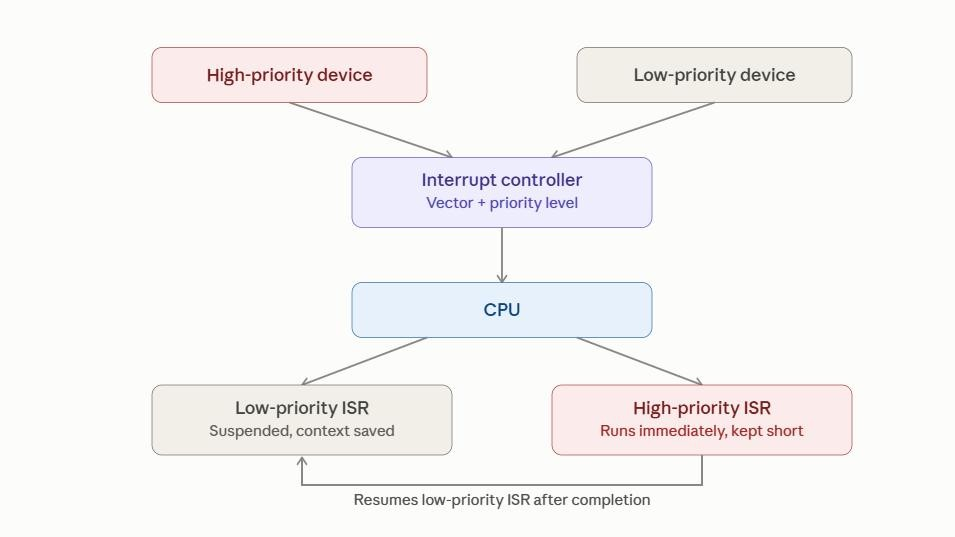 High-priority device
Low-priority device
Interrupt controller
Vector + priority level
CPU
Low-priority ISR
Suspended, context saved
High-priority ISR
Runs immediately, kept short
Resumes low-priority ISR after completion